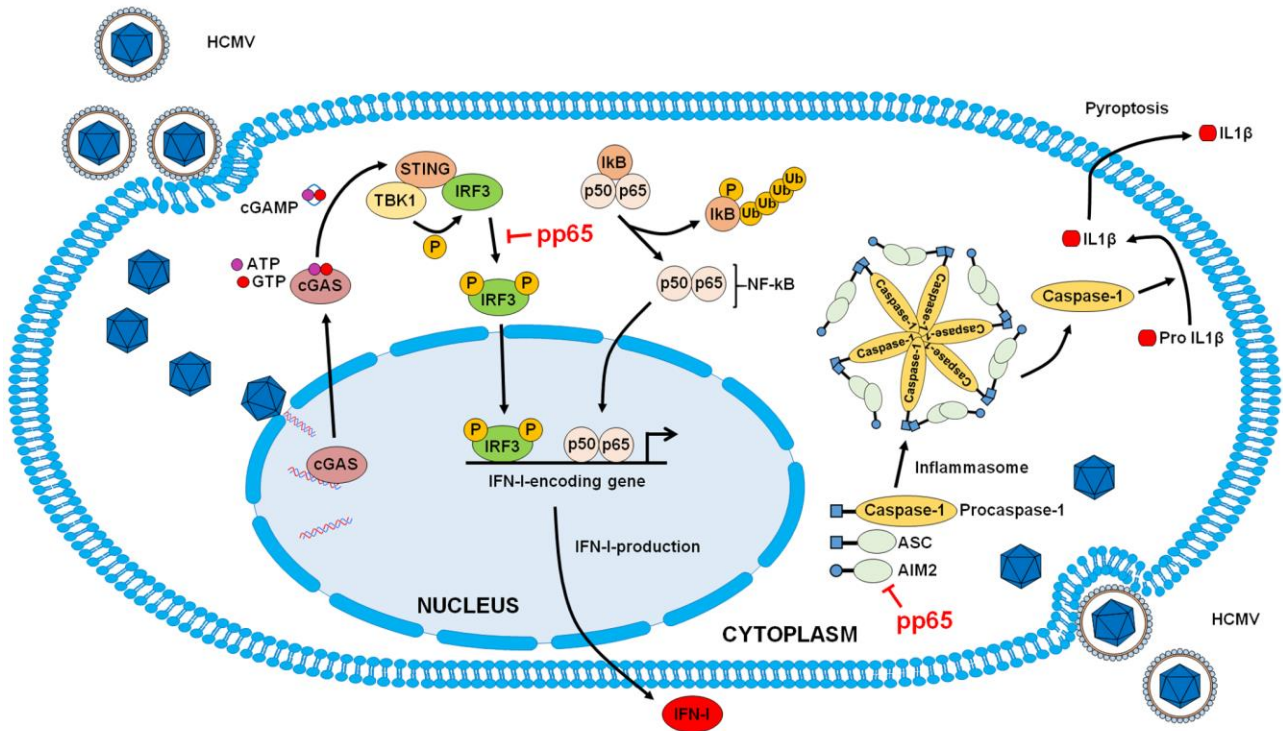 HCMV
Pyroptosis
IL1β
STING
TBK1
IRF3
cGAMP
P
pp65
IkB
p50
p65
P
IkB
Ub
Ub
Ub
Ub
IL1β
ATP
GTP
cGAS
P
P
IRF3
p50
p65
NF-kB
Caspase-1
Caspase-1
Caspase-1
Caspase-1
Caspase-1
Caspase-1
Caspase-1
Pro IL1β
cGAS
P
P
IRF3
p50
p65
IFN-I-encoding gene
Inflammasome
Caspase-1
Procaspase-1
IFN-I-production
ASC
AIM2
NUCLEUS
pp65
CYTOPLASM
HCMV
IFN-I